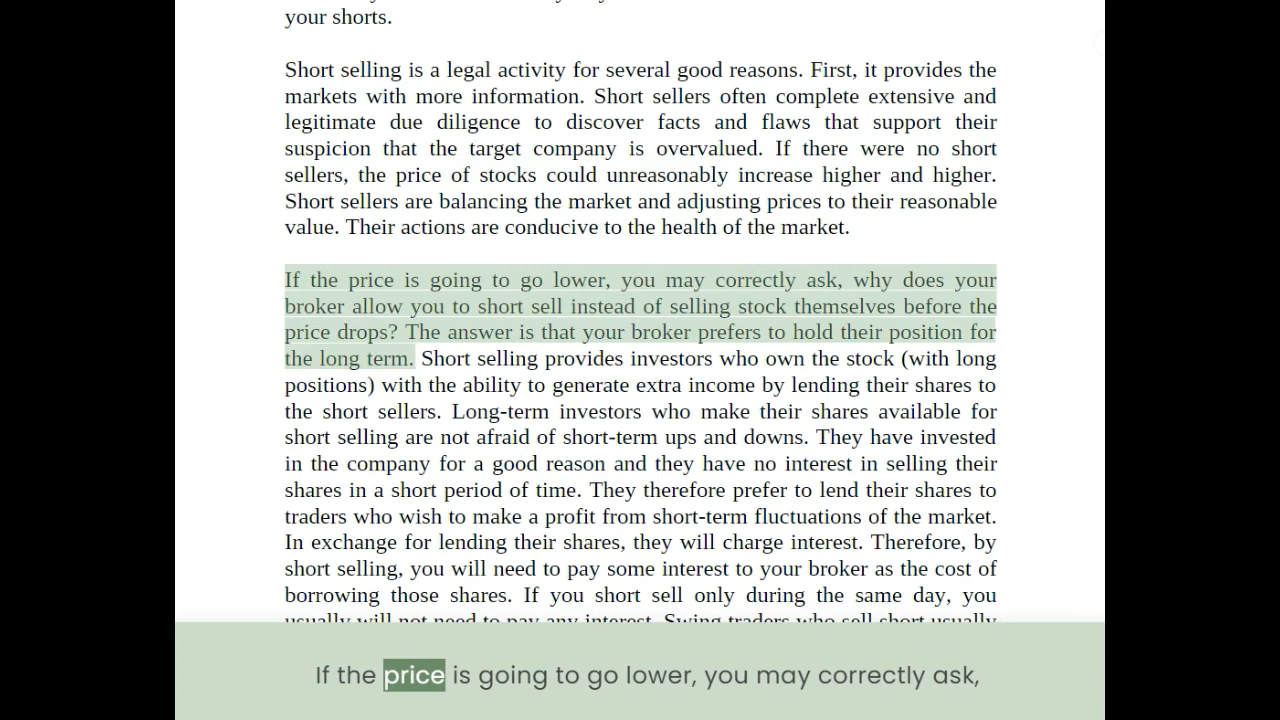 your shorts.
Short selling is a legal activity for several good reasons. First, it provides the
markets with more information. Short sellers often complete extensive and
legitimate due diligence to discover facts and flaws that support their
suspicion that the target company is overvalued. If there were no short
sellers, the price of stocks could unreasonably increase higher and higher.
Short sellers are balancing the market and adjusting prices to their reasonable
value. Their actions are conducive to the health of the market.
If the price is going to go lower, you may correctly ask, why does your
broker allow you to short sell instead of selling stock themselves before the
price drops? The answer is that your broker prefers to hold their position for
the long term. Short selling provides investors who own the stock (with long
positions) with the ability to generate extra income by lending their shares to
the short sellers. Long-term investors who make their shares available for
short selling are not afraid of short-term ups and downs. They have invested
in the company for a good reason and they have no interest in selling their
shares in a short period of time. They therefore prefer to lend their shares to
traders who wish to make a profit from short-term fluctuations of the market.
In exchange for lending their shares, they will charge interest. Therefore, by
short selling, you will need to pay some interest to your broker as the cost of
borrowing those shares. If you short sell only during the same day, you
usually will not need to pay any interest. Swing traders who sell short usually
If the price is going to go lower, you may correctly ask,